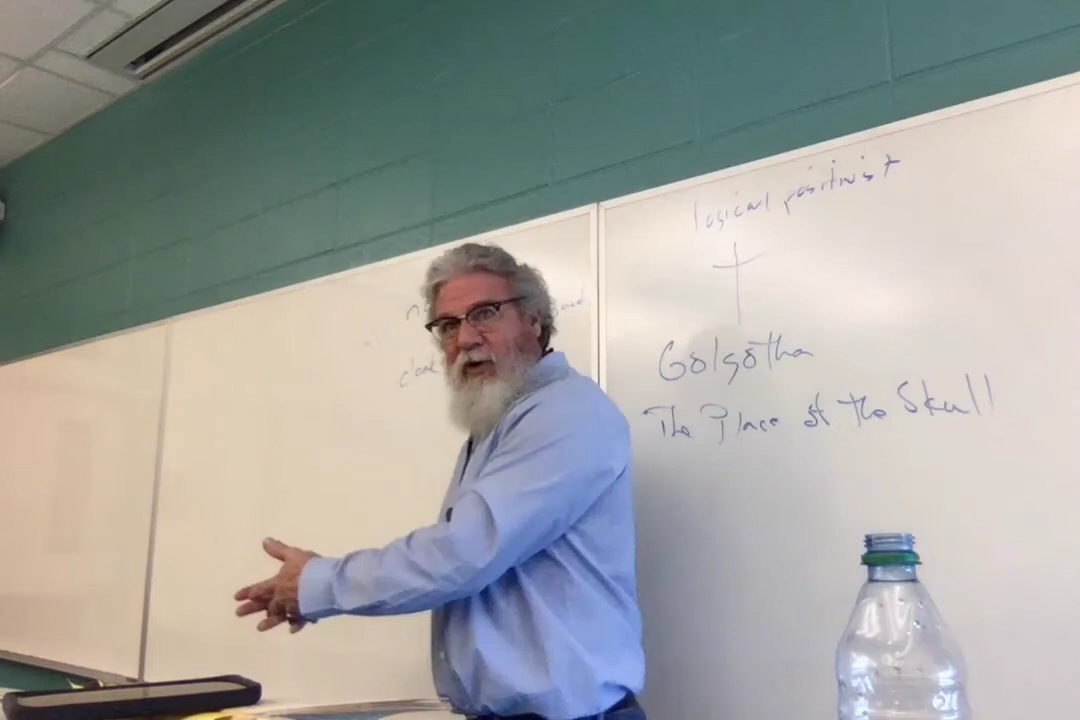 logical positivist
Golgotha
The Place of the Skull